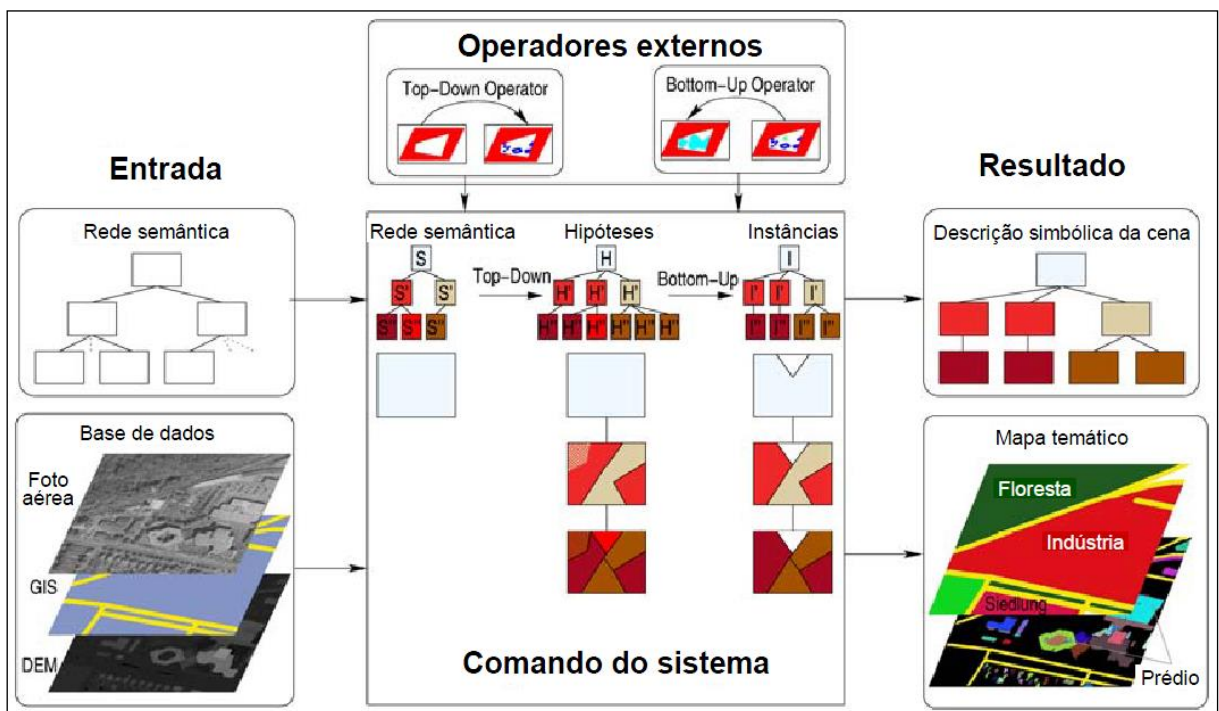 Operadores externos
Top-Down Operator
Bottom-Up Operator
Entrada
Resultado
Rede semântica
Base de dados
Foto
aérea
GIS
DEM
Rede semântica
Hipóteses
Instâncias
Top-Down
Bottom-Up
S
S' S'
S'' S'' S''
H
H' H' H'
H'' H'' H'' H'' H'' H''
I
I' I' I'
I'' I'' I'' I''
Comando do sistema
Descrição simbólica da cena
Mapa temático
Floresta
Indústria
Siedlung
Prédio